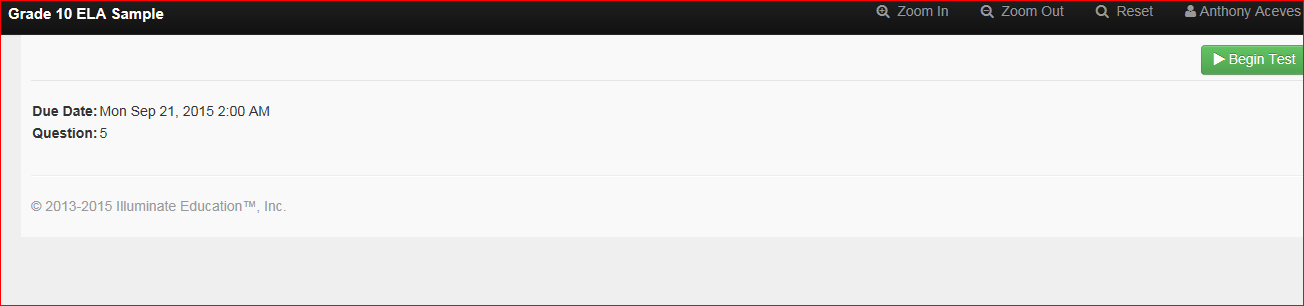 Grade 10 ELA Sample Zoom In Zoom Out Reset Anthony Aceves
Begin Test
Due Date: Mon Sep 21, 2015 2:00 AM
Question: 5
© 2013-2015 Illuminate Education™, Inc.